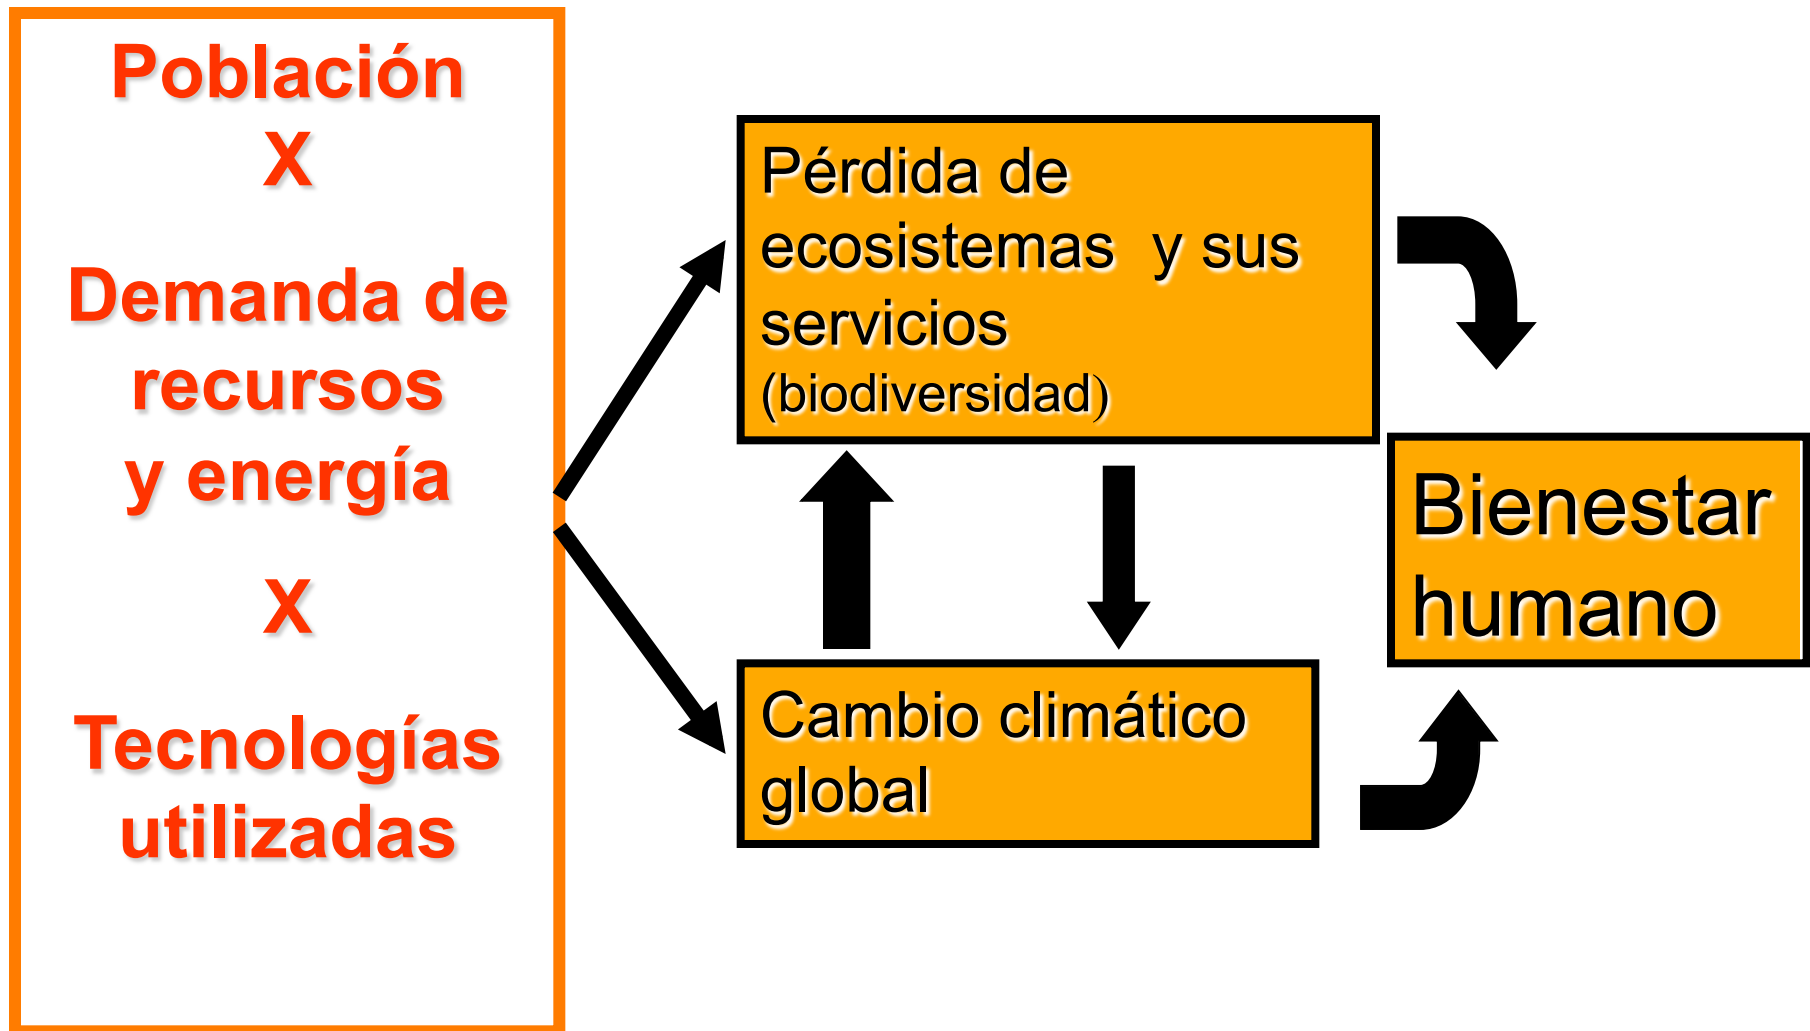 Población
X
Demanda de
recursos
y energía
X
Tecnologías
utilizadas
Pérdida de
ecosistemas y sus
servicios
(biodiversidad)
Cambio climático
global
Bienestar
humano